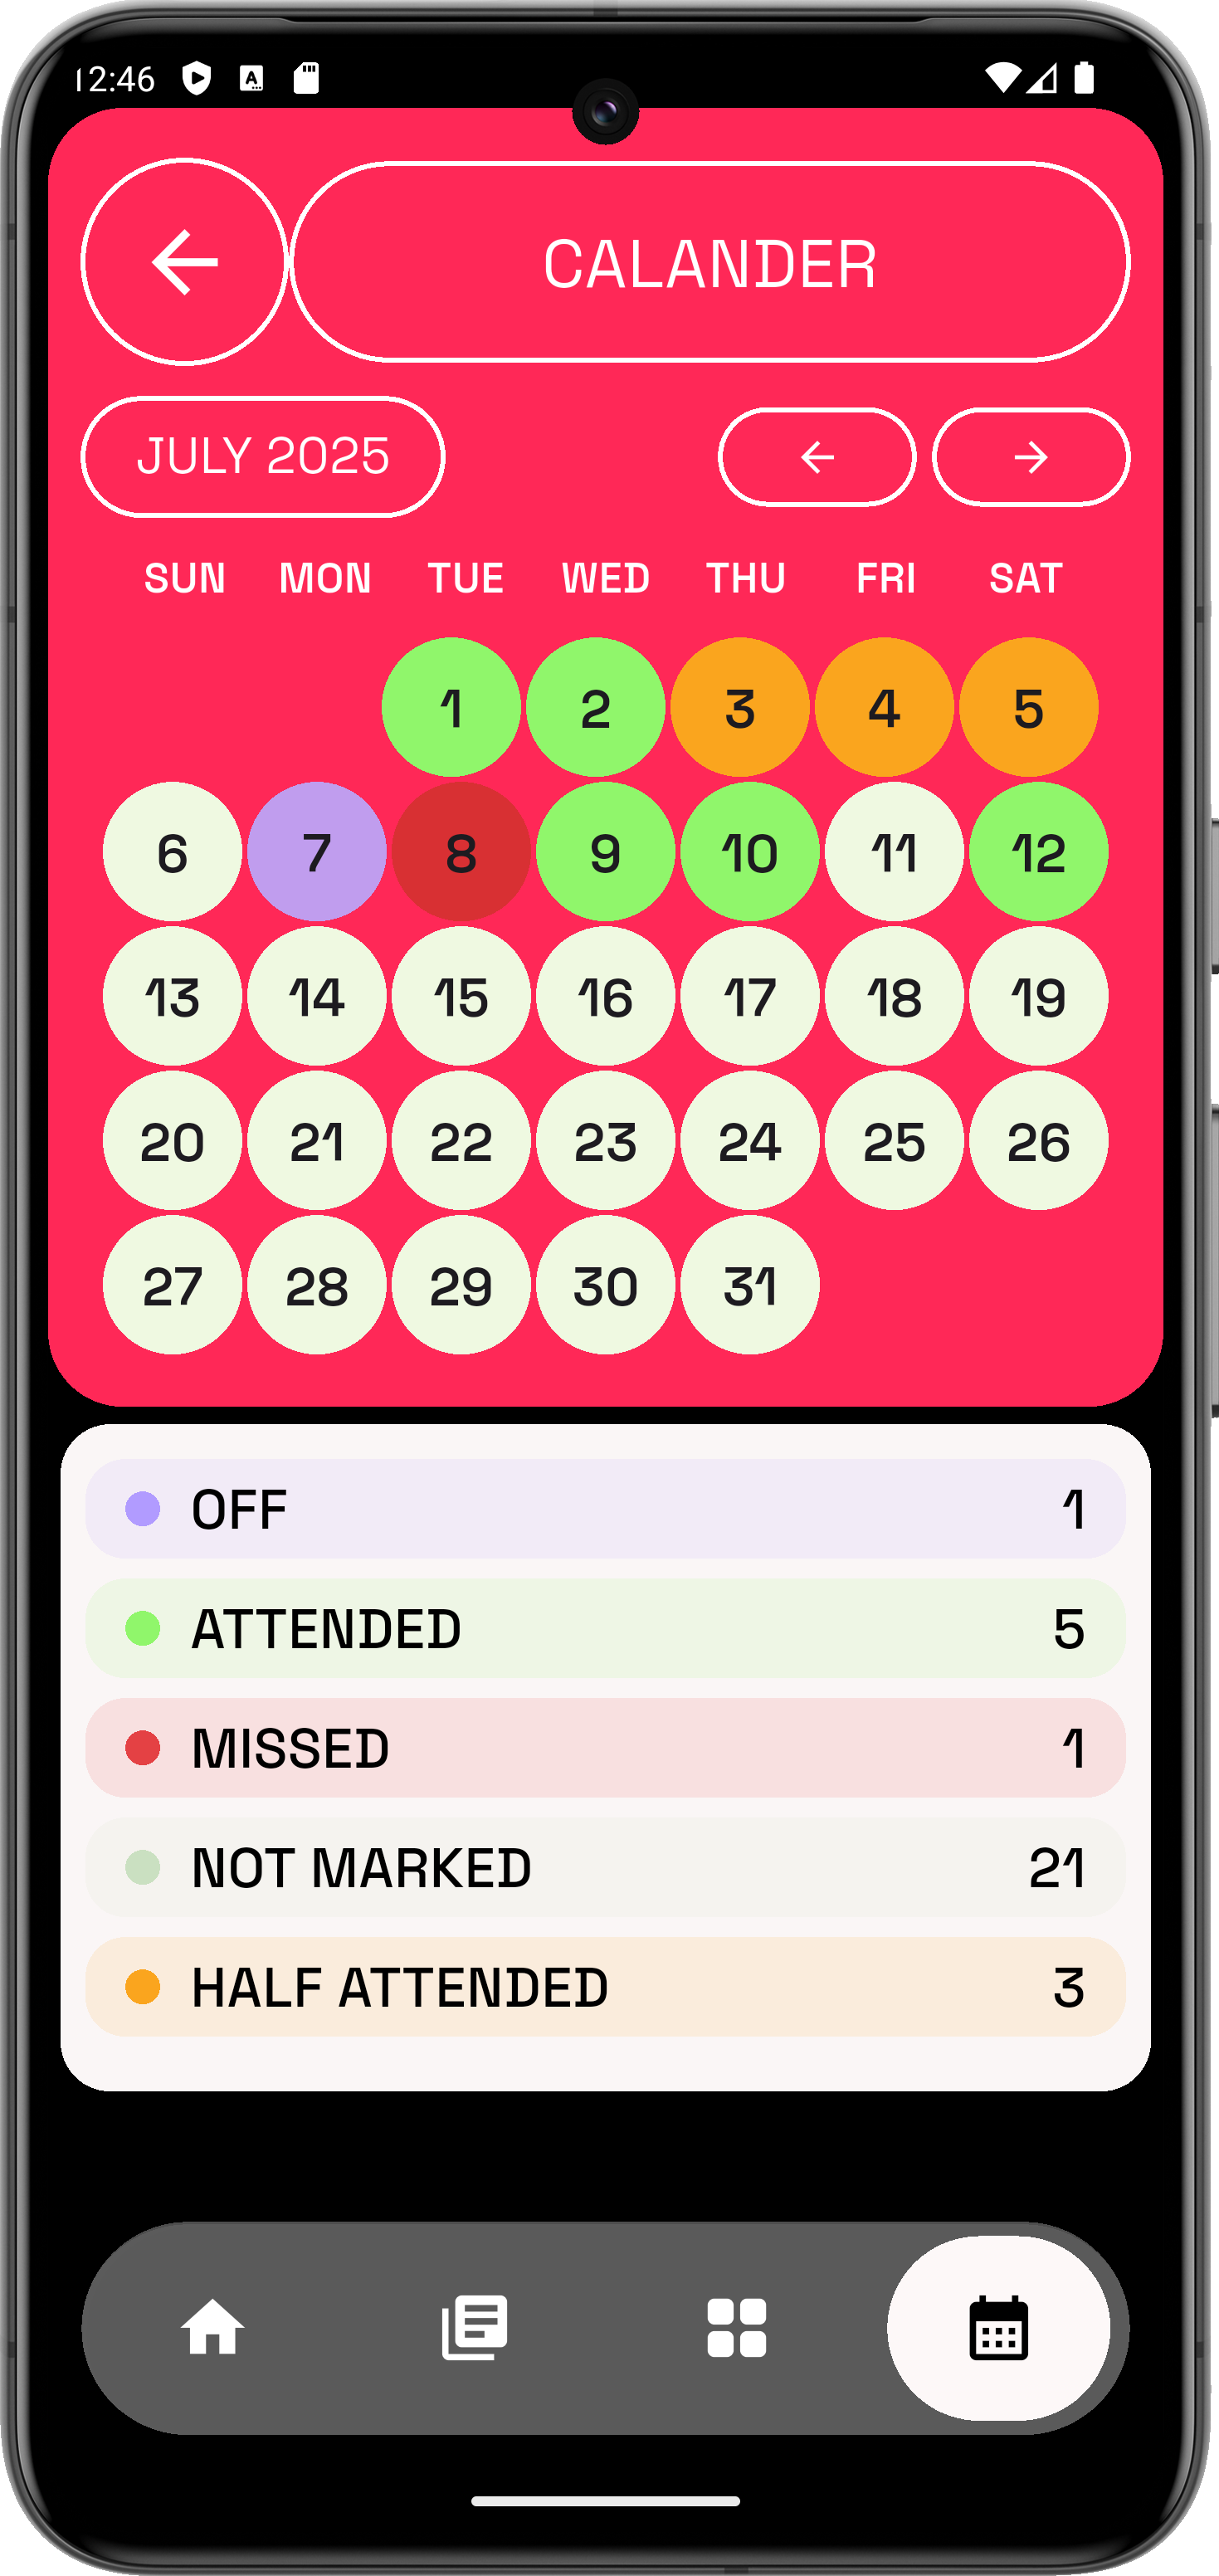 12:46
CALANDER
JULY 2025
SUN MON TUE WED THU FRI SAT
1 2 3 4 5
6 7 8 9 10 11 12
13 14 15 16 17 18 19
20 21 22 23 24 25 26
27 28 29 30 31
OFF 1
ATTENDED 5
MISSED 1
NOT MARKED 21
HALF ATTENDED 3